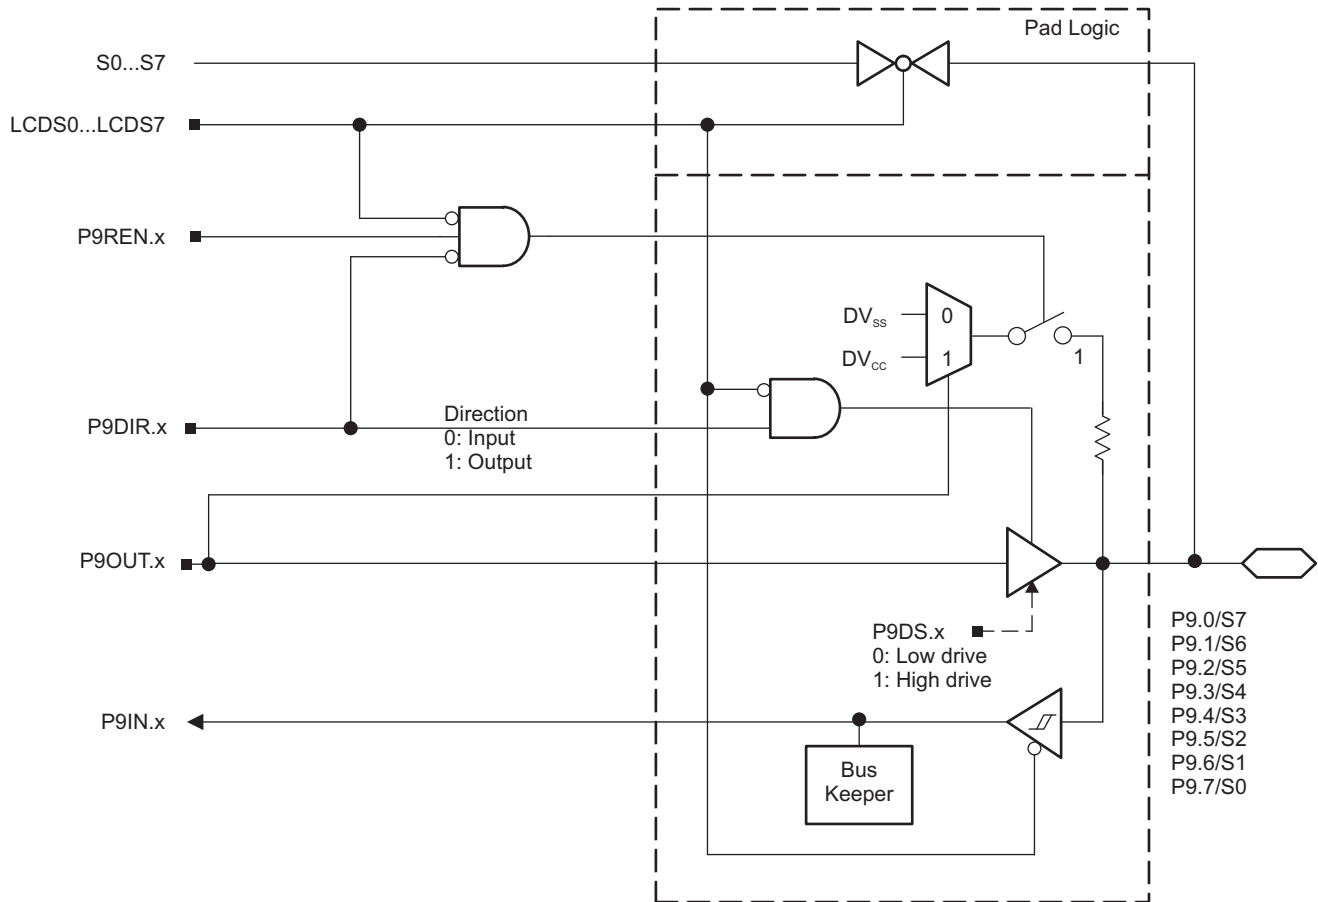 Pad Logic
S0...S7
LCDS0...LCDS7
P9REN.x
DVSS
0
DVCC
1
1
P9DIR.x
Direction
0: Input
1: Output
P9OUT.x
P9DS.x
0: Low drive
1: High drive
P9.0/S7
P9.1/S6
P9.2/S5
P9.3/S4
P9.4/S3
P9.5/S2
P9.6/S1
P9.7/S0
P9IN.x
Bus
Keeper